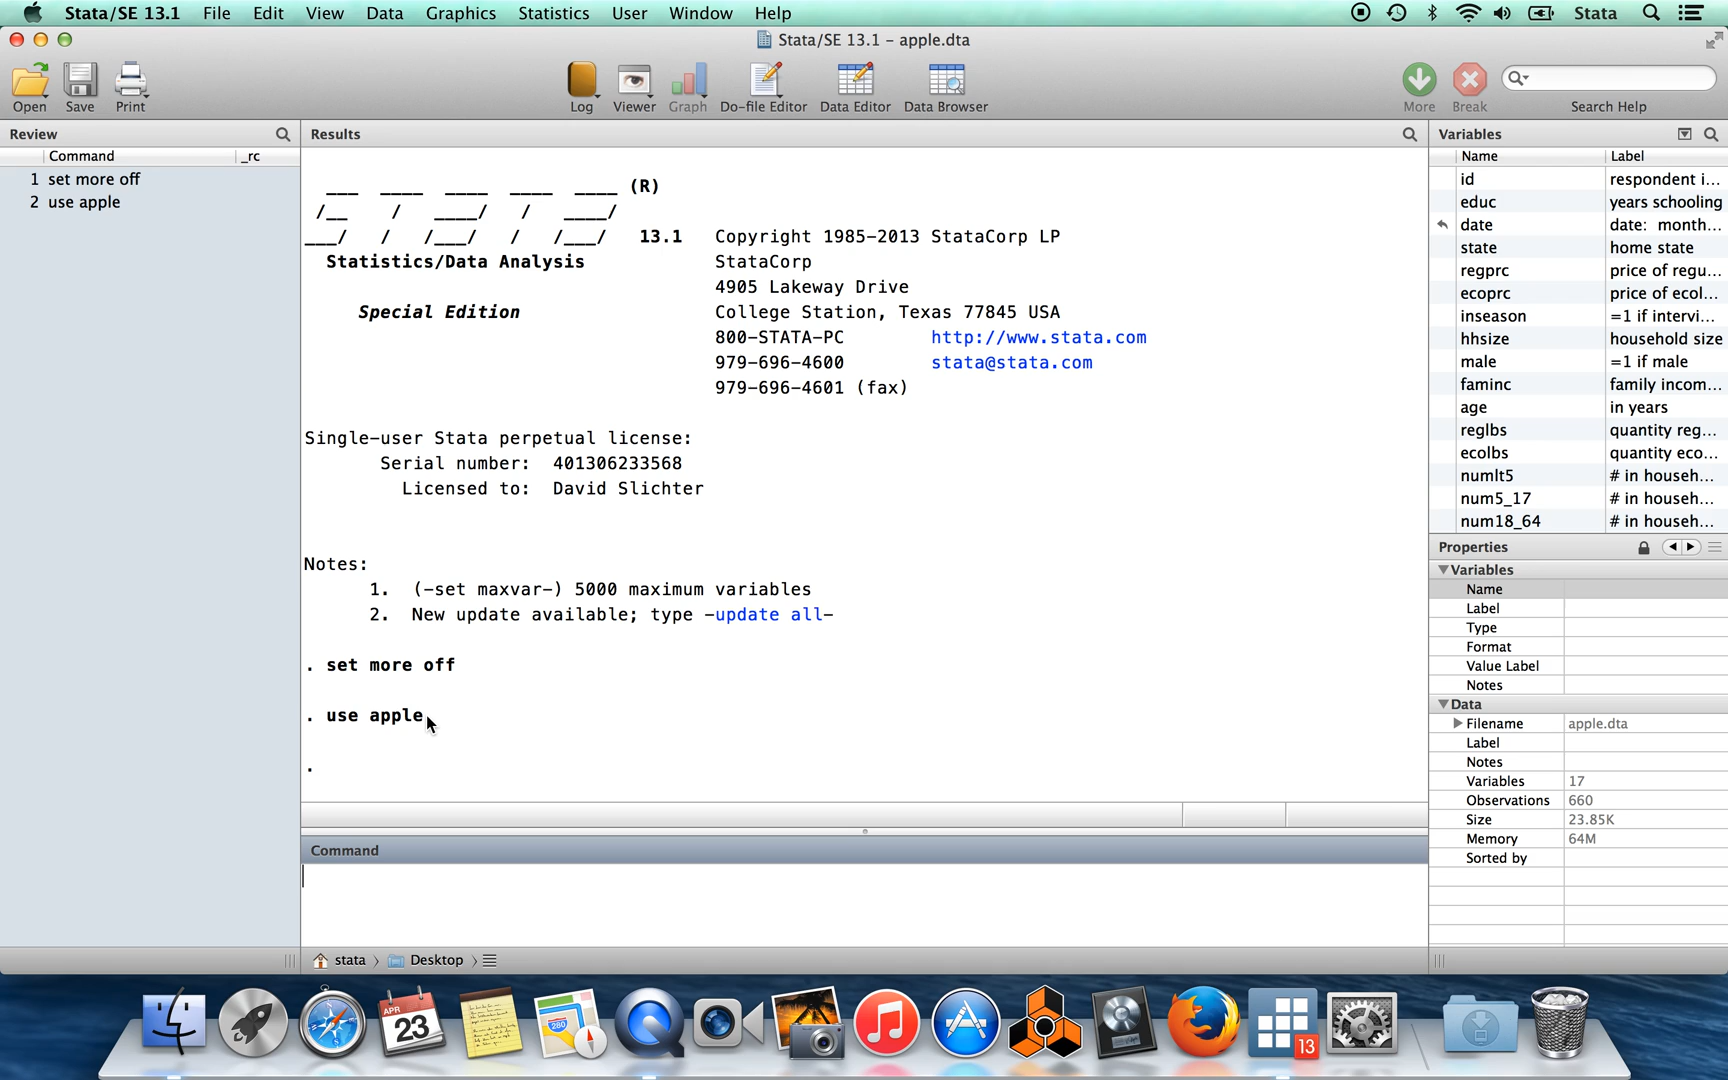 Stata/SE 13.1 File Edit View Data Graphics Statistics User Window Help Stata
Stata/SE 13.1 – apple.dta
Open Save Print Log Viewer Graph Do-file Editor Data Editor Data Browser More Break Search Help
Review
Command _rc
1 set more off
2 use apple
Results
(R)
13.1 Copyright 1985-2013 StataCorp LP
Statistics/Data Analysis StataCorp
4905 Lakeway Drive
Special Edition College Station, Texas 77845 USA
800-STATA-PC http://www.stata.com
979-696-4600 stata@stata.com
979-696-4601 (fax)
Single-user Stata perpetual license:
Serial number: 401306233568
Licensed to: David Slichter
Notes:
1. (-set maxvar-) 5000 maximum variables
2. New update available; type -update all-
. set more off
. use apple
.
Command
stata Desktop
Variables
Name Label
id respondent i...
educ years schooling
date date: month...
state home state
regprc price of regu...
ecoprc price of ecol...
inseason =1 if intervi...
hhsize household size
male =1 if male
faminc family incom...
age in years
reglbs quantity reg...
ecolbs quantity eco...
numlt5 # in househ...
num5_17 # in househ...
num18_64 # in househ...
Properties
Variables
Name
Label
Type
Format
Value Label
Notes
Data
Filename apple.dta
Label
Notes
Variables 17
Observations 660
Size 23.85K
Memory 64M
Sorted by
APR
23
280
13